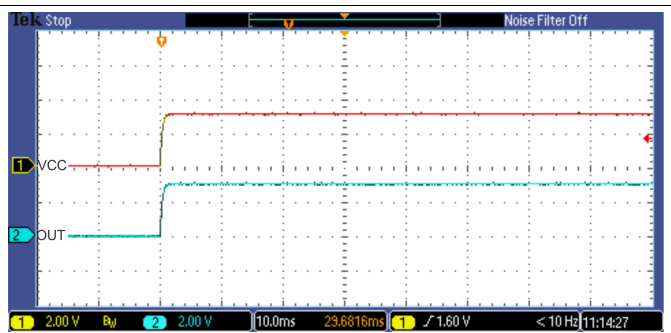 Tek Stop Noise Filter Off
1 VCC
2 OUT
1 2.00 V BW 2 2.00 V 10.0ms 29.6816ms 1 1.60 V < 10 Hz 11:14:27